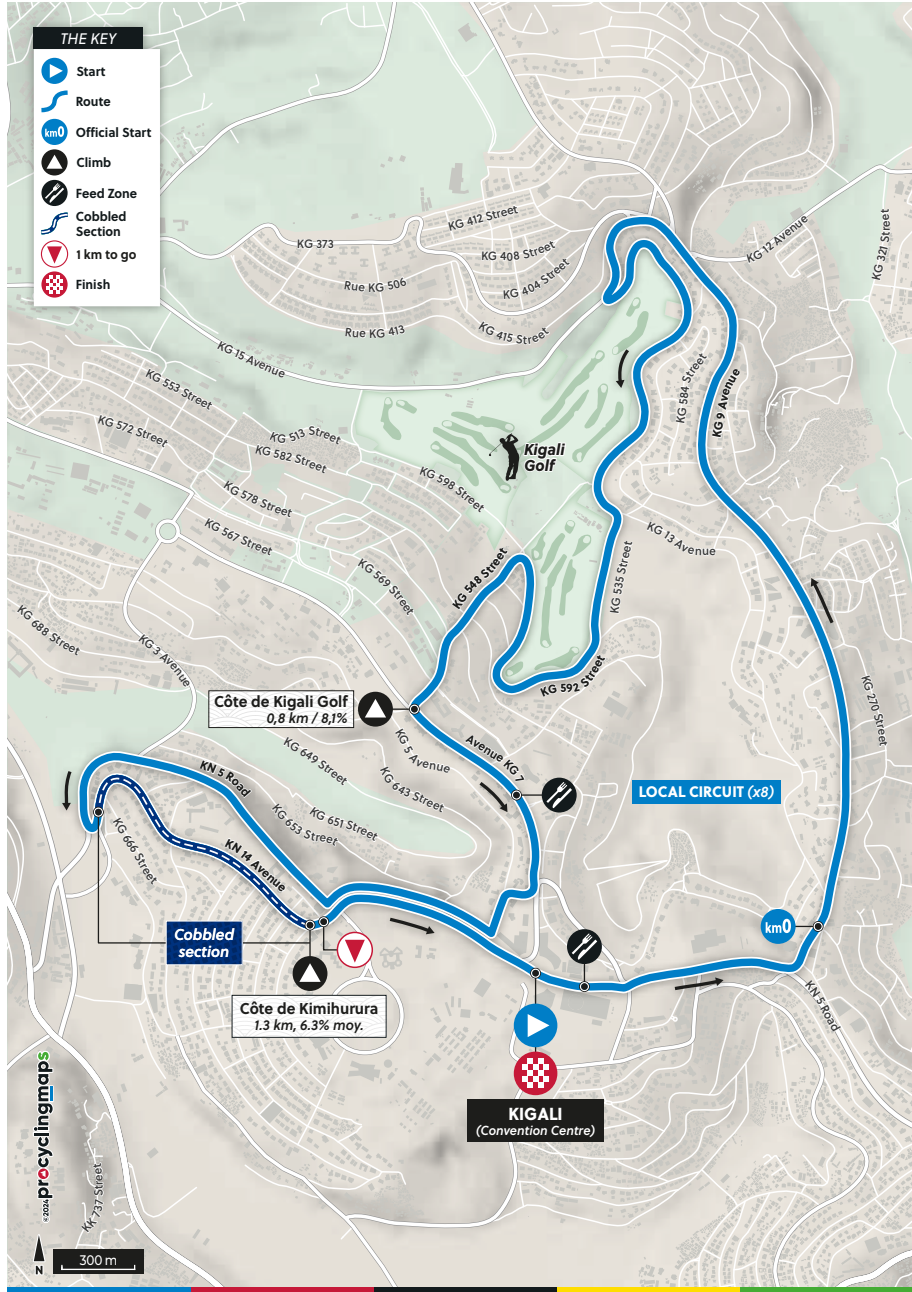 THE KEY
Start
Route
km0
Official Start
Climb
Feed Zone
Cobbled
Section
1 km to go
Finish
KG 412 Street
KG 373
KG 408 Street
KG 12 Avenue
KG 321 Street
Rue KG 506
KG 404 Street
Rue KG 413
KG 415 Street
KG 15 Avenue
KG 553 Street
KG 584 Street
KG 9 Avenue
KG 572 Street
KG 513 Street
KG 582 Street
Kigali
Golf
KG 598 Street
KG 578 Street
KG 567 Street
KG 13 Avenue
KG 569 Street
KG 548 Street
KG 535 Street
KG 688 Street
KG 3 Avenue
KG 592 Street
KG 270 Street
Côte de Kigali Golf
0,8 km / 8,1%
KG 5 Avenue
Avenue KG 7
KG 649 Street
KG 643 Street
KN 5 Road
LOCAL CIRCUIT (x8)
KG 651 Street
KG 653 Street
KG 666 Street
KN 14 Avenue
km0
Cobbled
section
KN 5 Road
Côte de Kimihurura
1.3 km, 6.3% moy.
KIGALI
(Convention Centre)
©2024 procyclingmaps
KK 737 Street
N
300 m